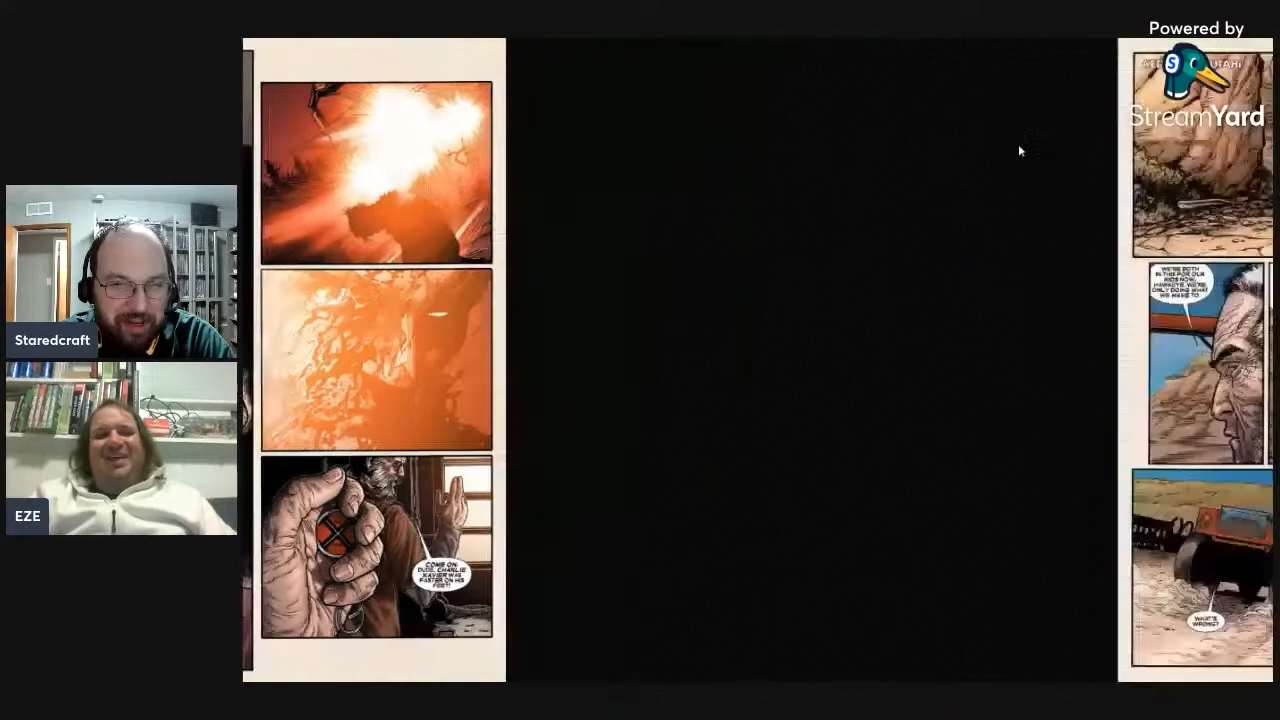 Powered by
StreamYard
UTAH:
WE'RE BOTH
IN THIS FOR OUR
KIDS NOW,
HAWKEYE. WE'RE
ONLY DOING WHAT
WE HAVE TO.
Staredcraft
EZE
COME ON,
DUDE. CHARLIE
XAVIER WAS
FASTER ON HIS
FEET!
WHAT'S
WRONG?